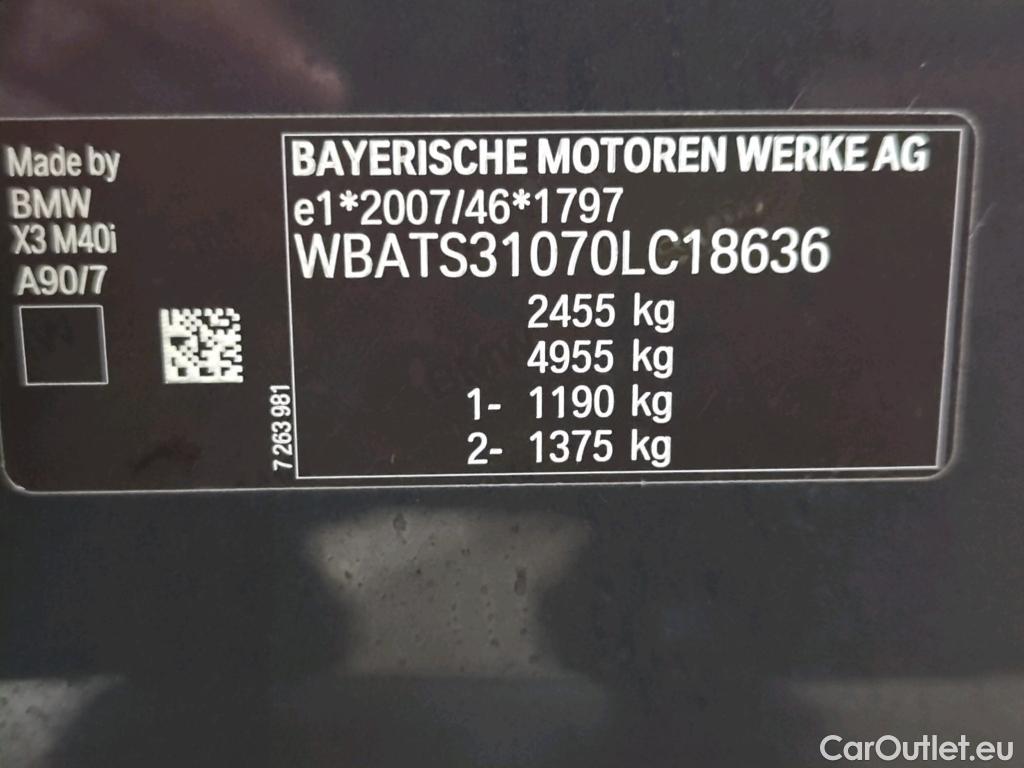 Made by
BMW
X3 M40i
A90/7
7 263 981
BAYERISCHE MOTOREN WERKE AG
e1*2007/46*1797
WBATS31070LC18636
2455 kg
4955 kg
1- 1190 kg
2- 1375 kg
CarOutlet.eu